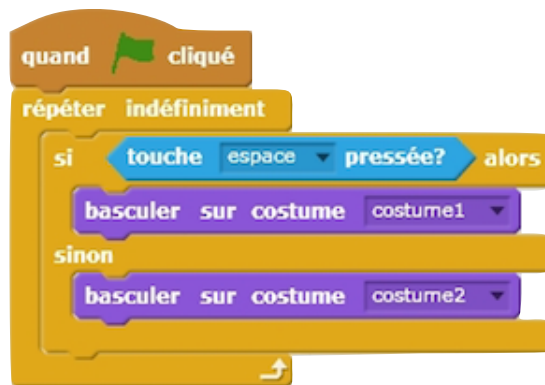 quand cliqué
répéter indéfiniment
si touche espace pressée? alors
basculer sur costume costume1
sinon
basculer sur costume costume2